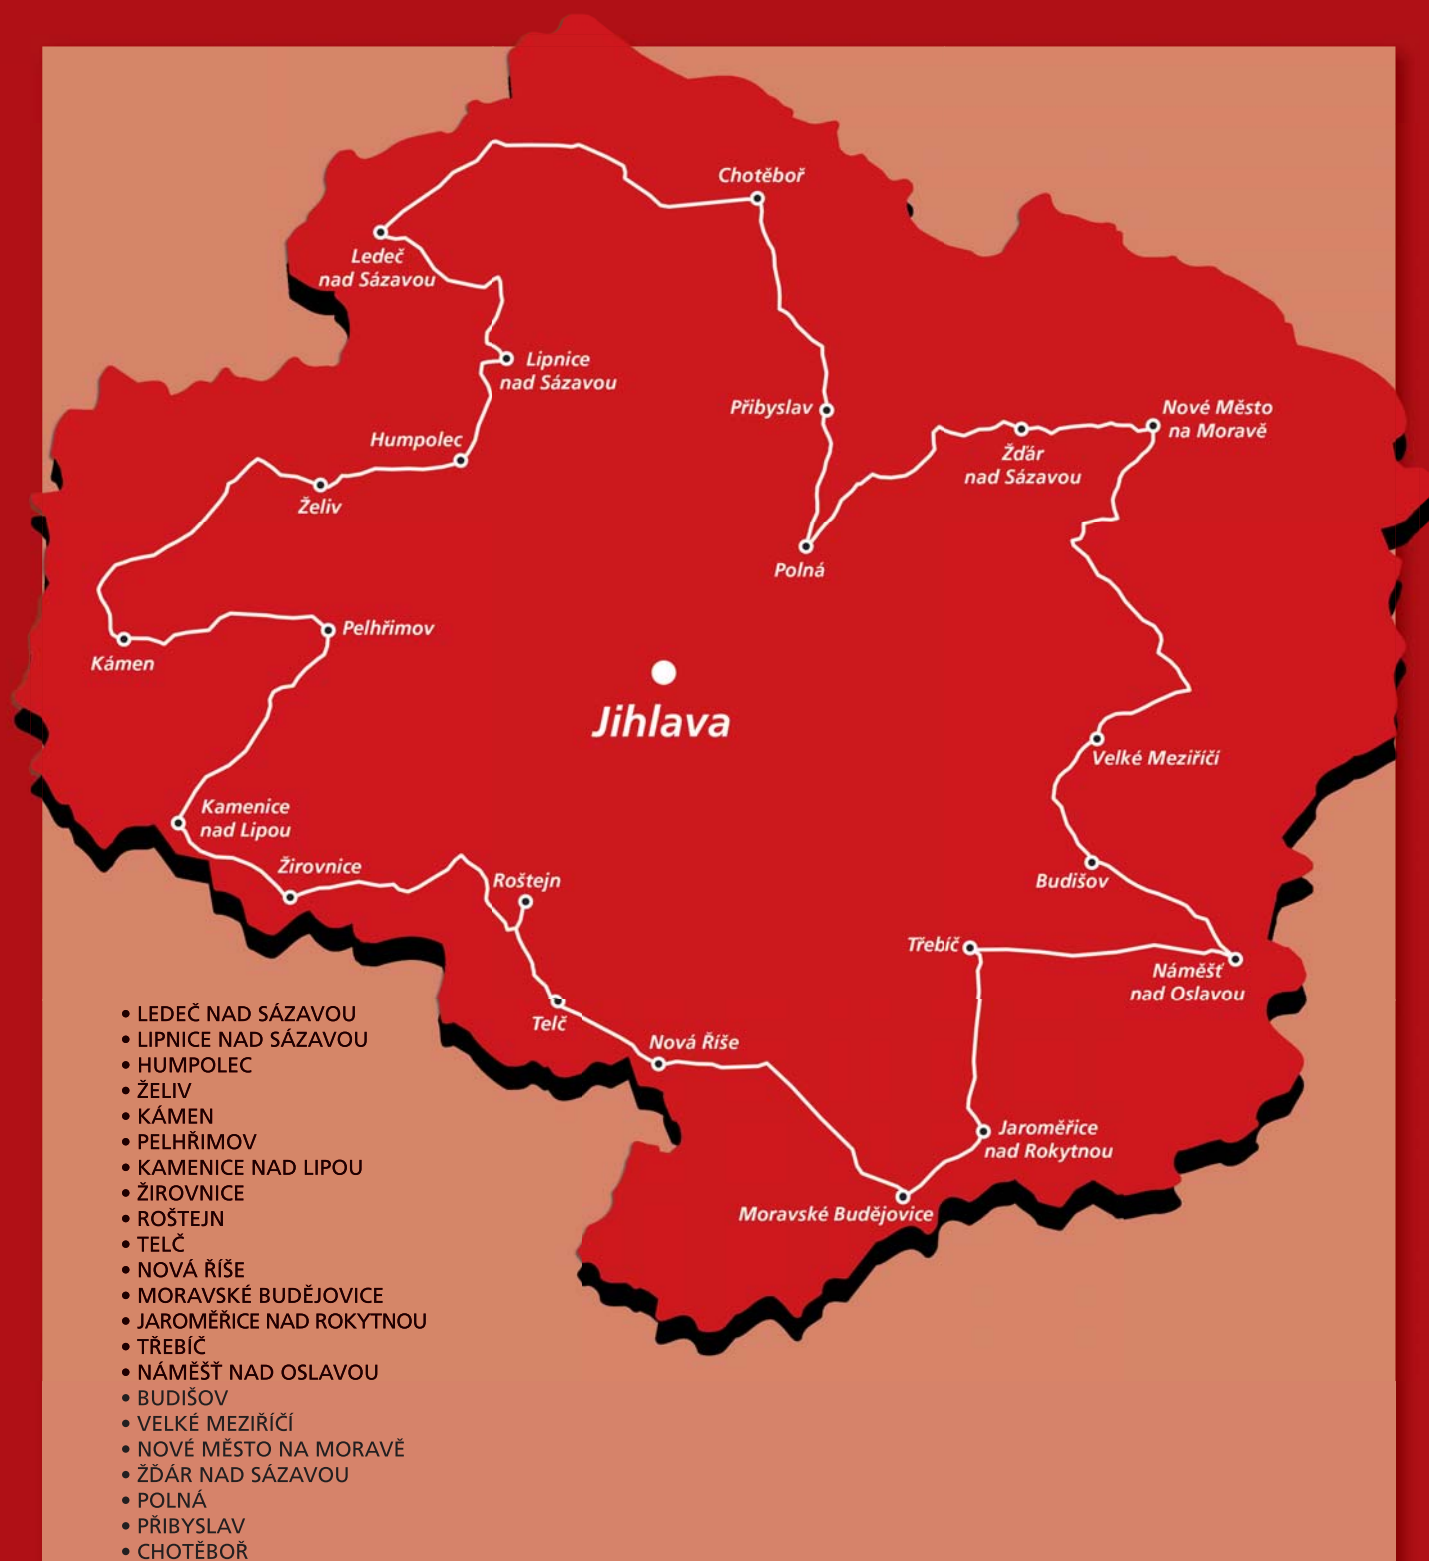 Chotěboř
Ledeč
nad Sázavou
Lipnice
nad Sázavou
Přibyslav
Nové Město
na Moravě
Humpolec
Žďár
nad Sázavou
Želiv
Polná
Pelhřimov
Kámen
Jihlava
Velké Meziříčí
Kamenice
nad Lipou
Žirovnice
Roštejn
Budišov
Třebíč
Náměšť
nad Oslavou
Telč
Nová Říše
Jaroměřice
nad Rokytnou
Moravské Budějovice
• LEDEČ NAD SÁZAVOU
• LIPNICE NAD SÁZAVOU
• HUMPOLEC
• ŽELIV
• KÁMEN
• PELHŘIMOV
• KAMENICE NAD LIPOU
• ŽIROVNICE
• ROŠTEJN
• TELČ
• NOVÁ ŘÍŠE
• MORAVSKÉ BUDĚJOVICE
• JAROMĚŘICE NAD ROKYTNOU
• TŘEBÍČ
• NÁMĚŠŤ NAD OSLAVOU
• BUDIŠOV
• VELKÉ MEZIŘÍČÍ
• NOVÉ MĚSTO NA MORAVĚ
• ŽĎÁR NAD SÁZAVOU
• POLNÁ
• PŘIBYSLAV
• CHOTĚBOŘ